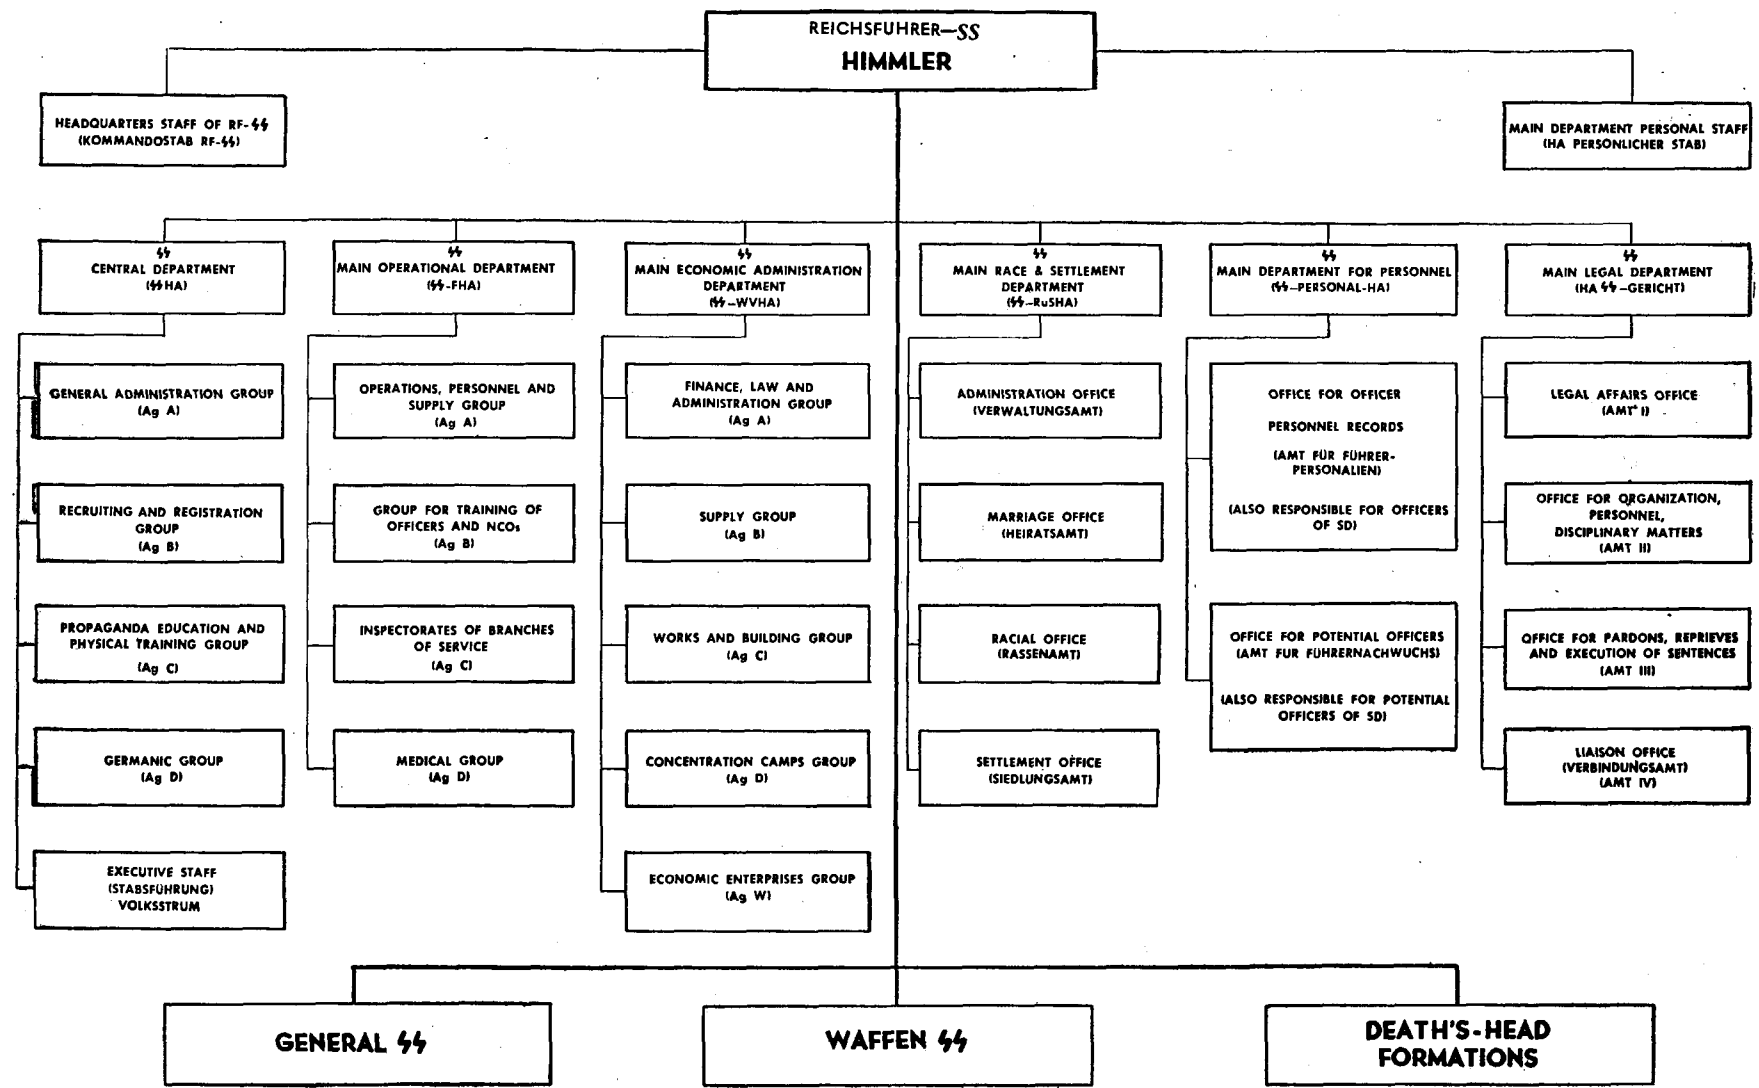 REICHSFUHRER—SS
HIMMLER
HEADQUARTERS STAFF OF RF-ϟϟ
(KOMMANDOSTAB RF-ϟϟ)
MAIN DEPARTMENT PERSONAL STAFF
(HA PERSONLICHER STAB)
ϟϟ
CENTRAL DEPARTMENT
(ϟϟHA)
ϟϟ
MAIN OPERATIONAL DEPARTMENT
(ϟϟ-FHA)
ϟϟ
MAIN ECONOMIC ADMINISTRATION
DEPARTMENT
(ϟϟ-WVHA)
ϟϟ
MAIN RACE & SETTLEMENT
DEPARTMENT
(ϟϟ-RuSHA)
ϟϟ
MAIN DEPARTMENT FOR PERSONNEL
(ϟϟ-PERSONAL-HA)
ϟϟ
MAIN LEGAL DEPARTMENT
(HA ϟϟ-GERICHT)
GENERAL ADMINISTRATION GROUP
(Ag A)
RECRUITING AND REGISTRATION
GROUP
(Ag B)
PROPAGANDA EDUCATION AND
PHYSICAL TRAINING GROUP
(Ag C)
GERMANIC GROUP
(Ag D)
EXECUTIVE STAFF
(STABSFÜHRUNG)
VOLKSSTRUM
OPERATIONS, PERSONNEL AND
SUPPLY GROUP
(Ag A)
GROUP FOR TRAINING OF
OFFICERS AND NCOs
(Ag B)
INSPECTORATES OF BRANCHES
OF SERVICE
(Ag C)
MEDICAL GROUP
(Ag D)
FINANCE, LAW AND
ADMINISTRATION GROUP
(Ag A)
SUPPLY GROUP
(Ag B)
WORKS AND BUILDING GROUP
(Ag C)
CONCENTRATION CAMPS GROUP
(Ag D)
ECONOMIC ENTERPRISES GROUP
(Ag W)
ADMINISTRATION OFFICE
(VERWALTUNGSAMT)
MARRIAGE OFFICE
(HEIRATSAMT)
RACIAL OFFICE
(RASSENAMT)
SETTLEMENT OFFICE
(SIEDLUNGSAMT)
OFFICE FOR OFFICER
PERSONNEL RECORDS
(AMT FÜR FÜHRER-
PERSONALIEN)
(ALSO RESPONSIBLE FOR OFFICERS
OF SD)
OFFICE FOR POTENTIAL OFFICERS
(AMT FUR FÜHRERNACHWUCHS)
(ALSO RESPONSIBLE FOR POTENTIAL
OFFICERS OF SD)
LEGAL AFFAIRS OFFICE
(AMT I)
OFFICE FOR ORGANIZATION,
PERSONNEL,
DISCIPLINARY MATTERS
(AMT II)
OFFICE FOR PARDONS, REPRIEVES
AND EXECUTION OF SENTENCES
(AMT III)
LIAISON OFFICE
(VERBINDUNGSAMT)
(AMT IV)
GENERAL ϟϟ
WAFFEN ϟϟ
DEATH'S-HEAD
FORMATIONS